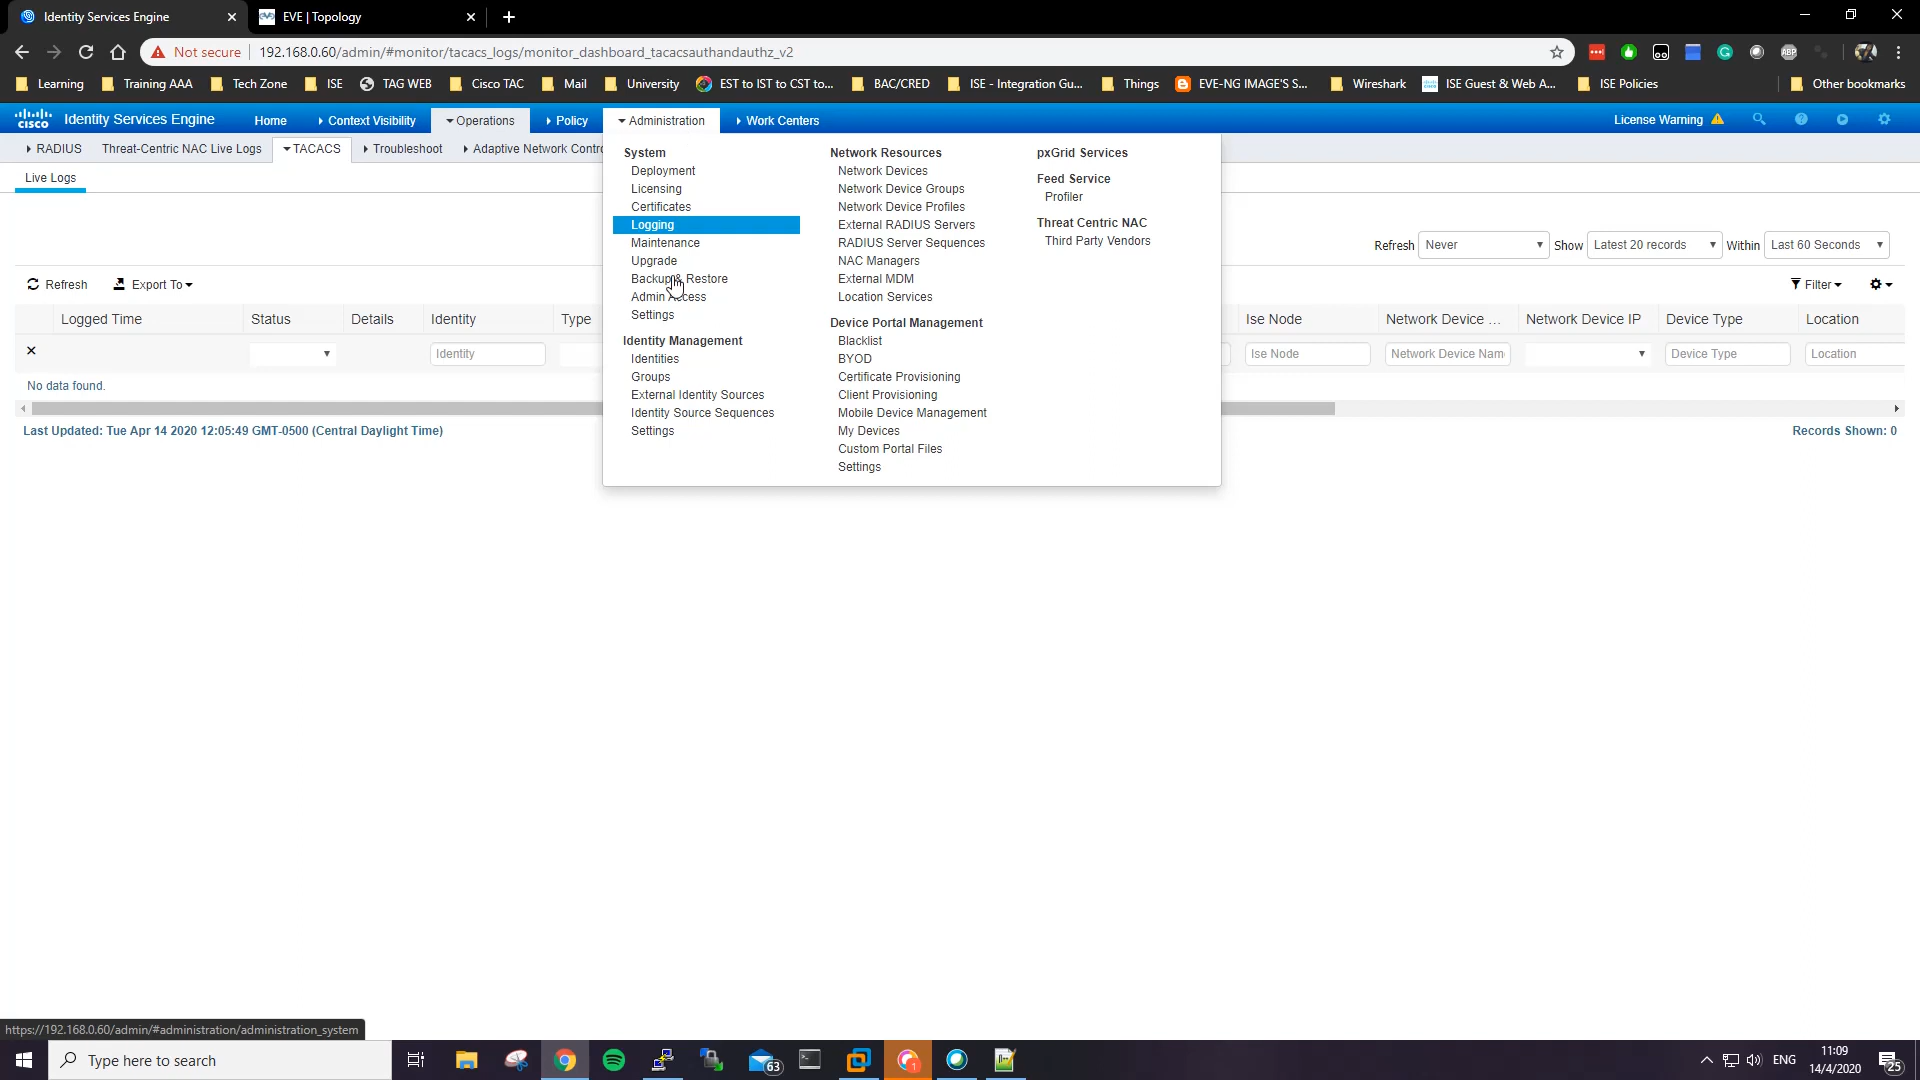 Identity Services Engine
EVE | Topology
Not secure
192.168.0.60/admin/#monitor/tacacs_logs/monitor_dashboard_tacacsauthandauthz_v2
ABP
Learning
Training AAA
Tech Zone
ISE
TAG WEB
Cisco TAC
Mail
University
EST to IST to CST to...
BAC/CRED
ISE - Integration Gu...
Things
EVE-NG IMAGE'S S...
Wireshark
ISE Guest & Web A...
ISE Policies
Other bookmarks
cisco
Identity Services Engine
Home
Context Visibility
Operations
Policy
Administration
Work Centers
License Warning
RADIUS
Threat-Centric NAC Live Logs
TACACS
Troubleshoot
Adaptive Network Contro
Live Logs
System
Deployment
Licensing
Certificates
Logging
Maintenance
Upgrade
Backup & Restore
Admin Access
Settings
Identity Management
Identities
Groups
External Identity Sources
Identity Source Sequences
Settings
Network Resources
Network Devices
Network Device Groups
Network Device Profiles
External RADIUS Servers
RADIUS Server Sequences
NAC Managers
External MDM
Location Services
Device Portal Management
Blacklist
BYOD
Certificate Provisioning
Client Provisioning
Mobile Device Management
My Devices
Custom Portal Files
Settings
pxGrid Services
Feed Service
Profiler
Threat Centric NAC
Third Party Vendors
Refresh
Never
Show
Latest 20 records
Within
Last 60 Seconds
Refresh
Export To
Filter
Logged Time
Status
Details
Identity
Type
Ise Node
Network Device ...
Network Device IP
Device Type
Location
Identity
Ise Node
Network Device Name
Device Type
Location
No data found.
Last Updated: Tue Apr 14 2020 12:05:49 GMT-0500 (Central Daylight Time)
Records Shown: 0
https://192.168.0.60/admin/#administration/administration_system
Type here to search
63
1
ENG
11:09
14/4/2020
25